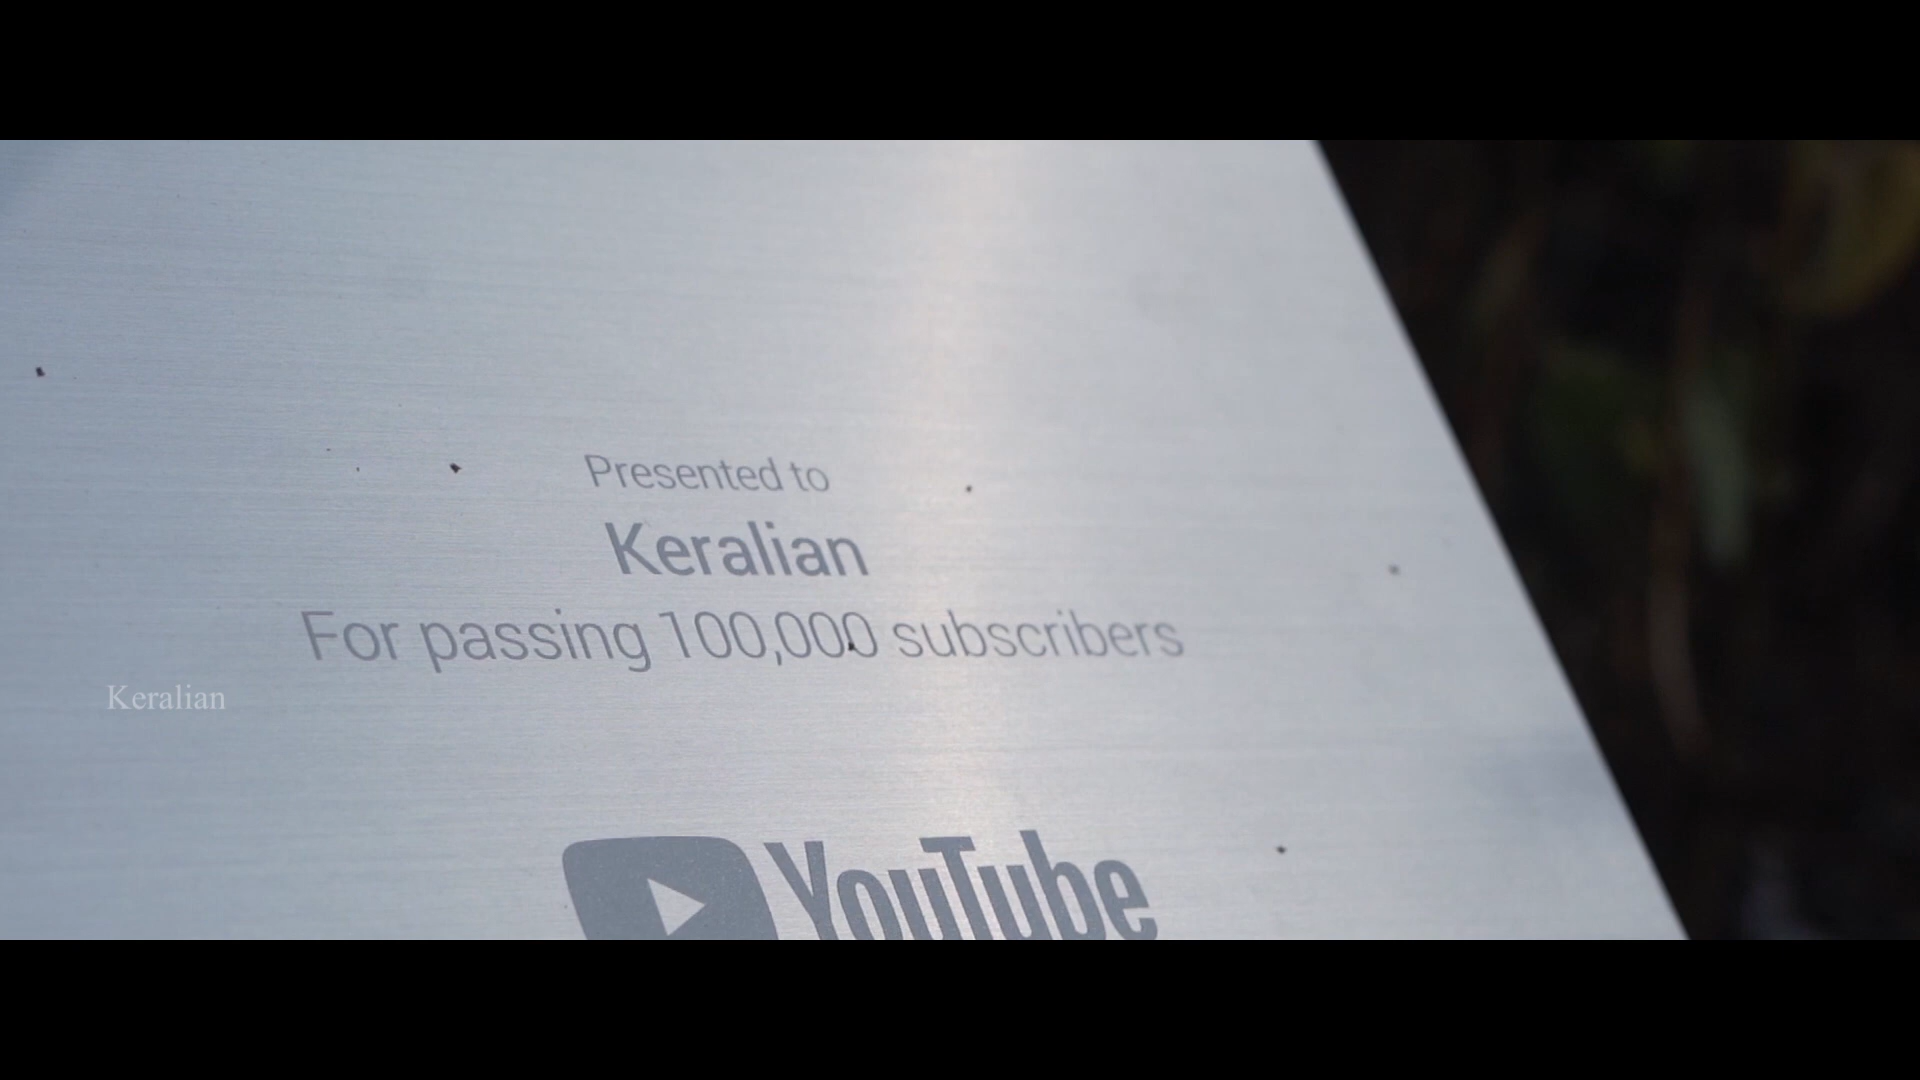 Presented to
Keralian
For passing 100,000 subscribers
Keralian
YouTube